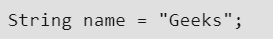 String name = "Geeks";